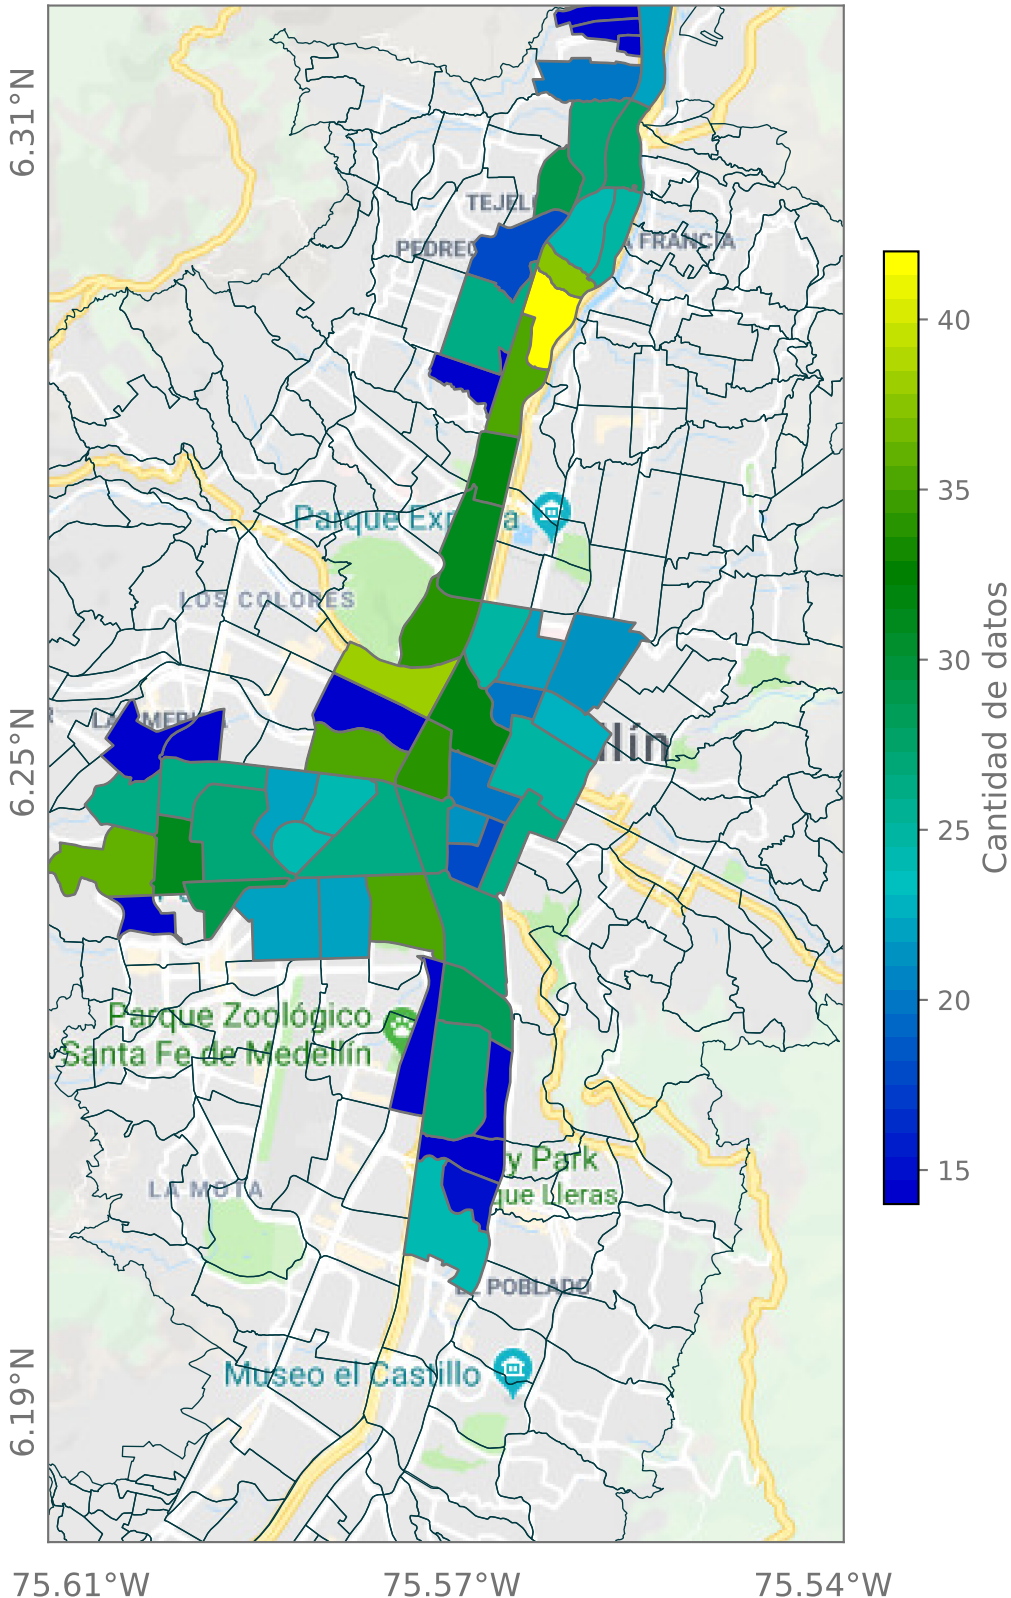 6.31°N
TEJEL
PEDREC
A FRANCIA
40
35
Parque Exp a
LOS COLORES
30
Cantidad de datos
6.25°N
LA AMERICA
llín
25
20
Parque Zoológico
Santa Fe de Medellín
y Park
que Lleras
15
LA MOTA
EL POBLADO
Museo el Castillo
6.19°N
75.61°W
75.57°W
75.54°W